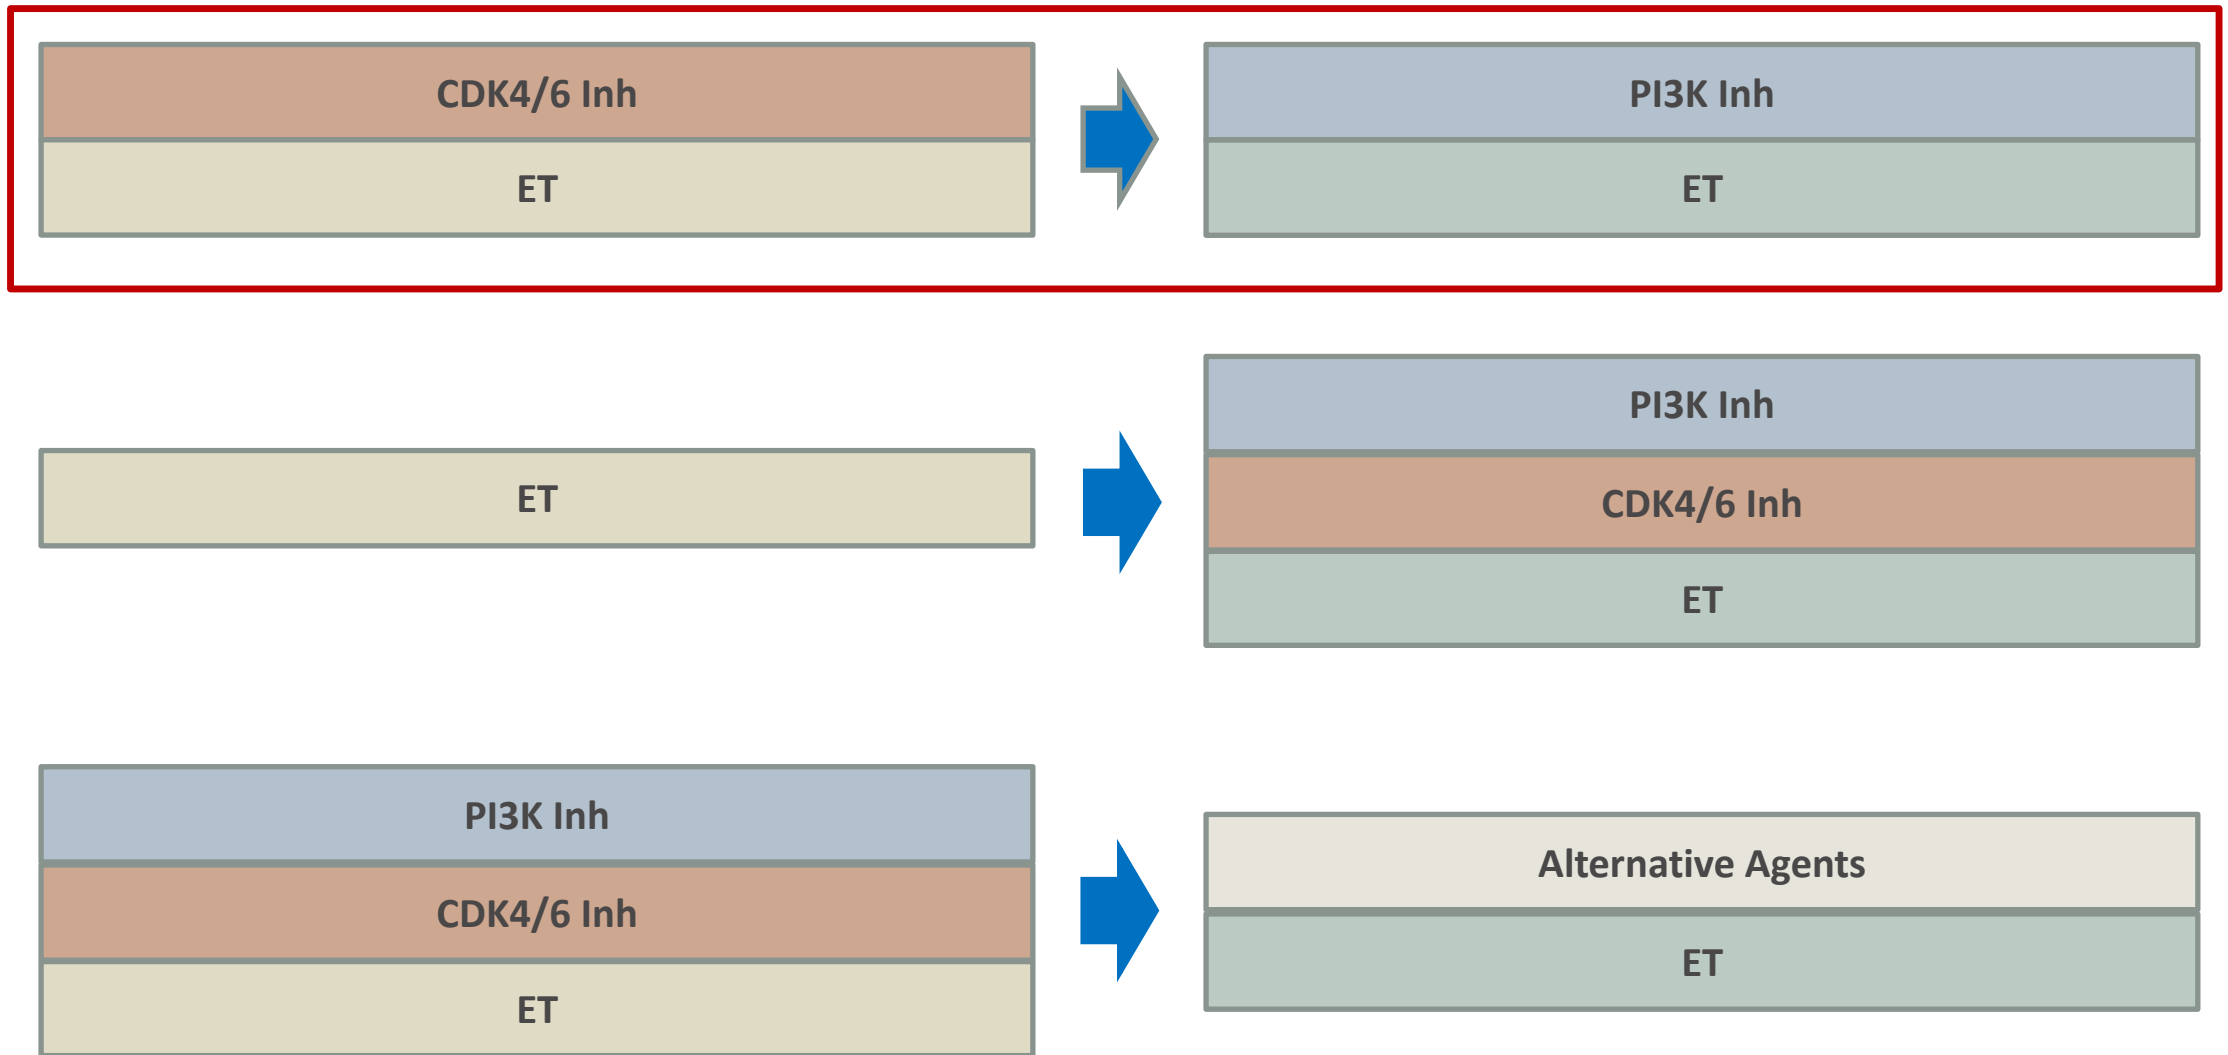 CDK4/6 Inh
ET
PI3K Inh
ET
ET
PI3K Inh
CDK4/6 Inh
ET
PI3K Inh
CDK4/6 Inh
ET
Alternative Agents
ET